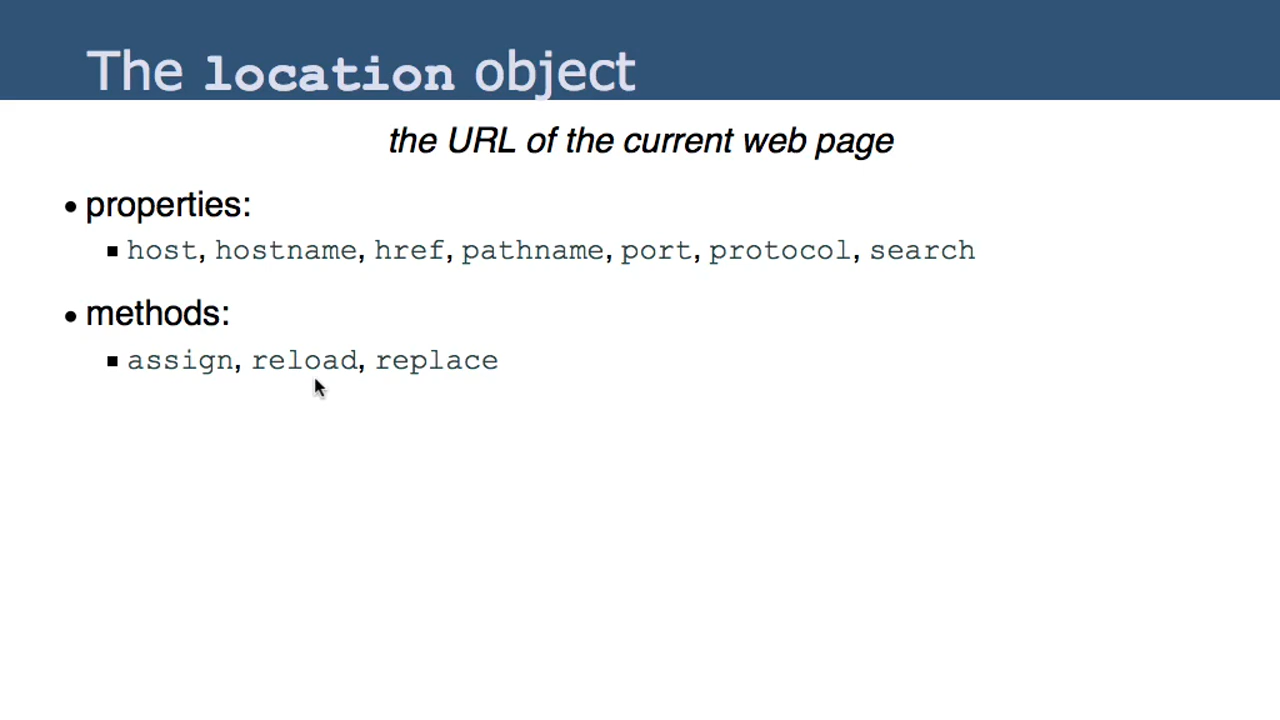 The location object
the URL of the current web page
• properties:
▪ host, hostname, href, pathname, port, protocol, search
• methods:
▪ assign, reload, replace